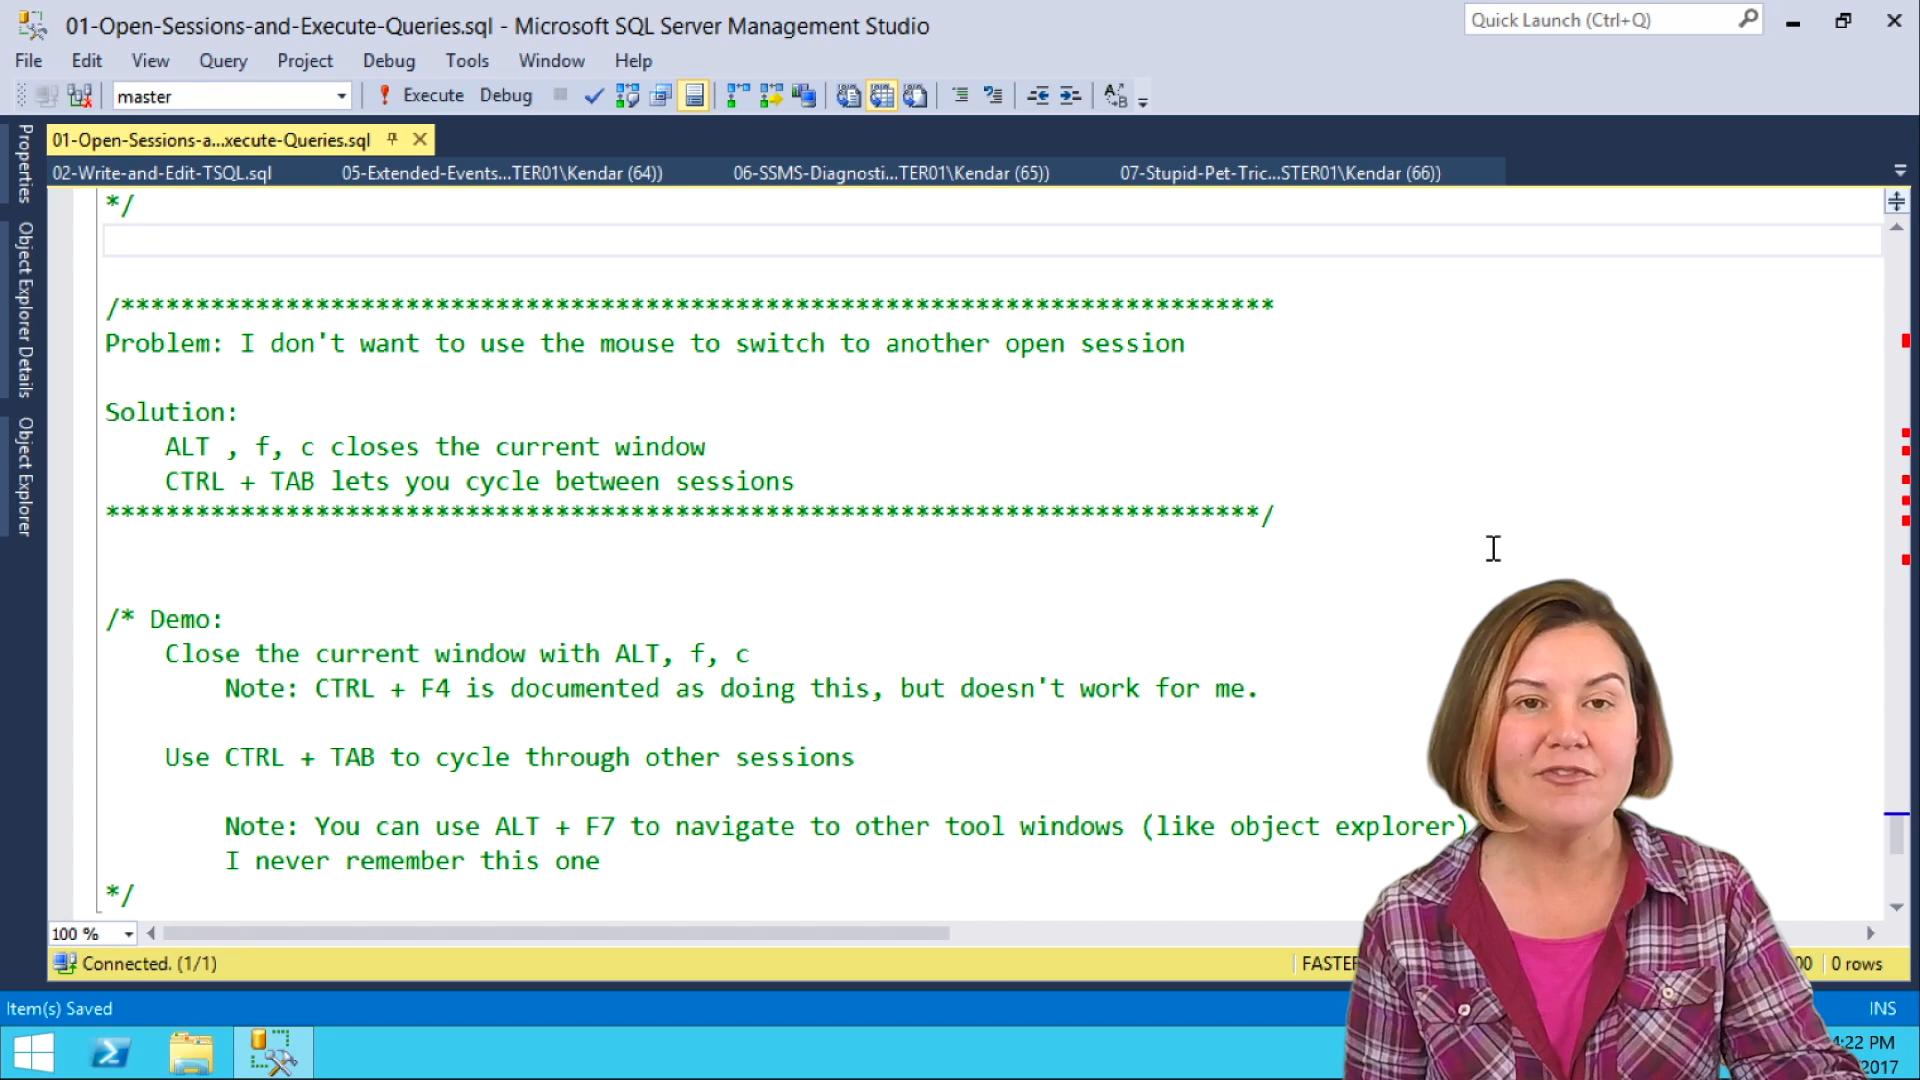 01-Open-Sessions-and-Execute-Queries.sql - Microsoft SQL Server Management Studio
Quick Launch (Ctrl+Q)
File Edit View Query Project Debug Tools Window Help
master Execute Debug
Properties
Object Explorer Details
Object Explorer
01-Open-Sessions-a...xecute-Queries.sql
02-Write-and-Edit-TSQL.sql 05-Extended-Events...TER01\Kendar (64)) 06-SSMS-Diagnosti...TER01\Kendar (65)) 07-Stupid-Pet-Tric...STER01\Kendar (66))
*/
/*****************************************************************************
Problem: I don't want to use the mouse to switch to another open session
Solution:
ALT , f, c closes the current window
CTRL + TAB lets you cycle between sessions
*****************************************************************************/
/* Demo:
Close the current window with ALT, f, c
Note: CTRL + F4 is documented as doing this, but doesn't work for me.
Use CTRL + TAB to cycle through other sessions
Note: You can use ALT + F7 to navigate to other tool windows (like object explorer)
I never remember this one
*/
100 %
Connected. (1/1) FASTER 00 0 rows
Item(s) Saved INS
4:22 PM
2017